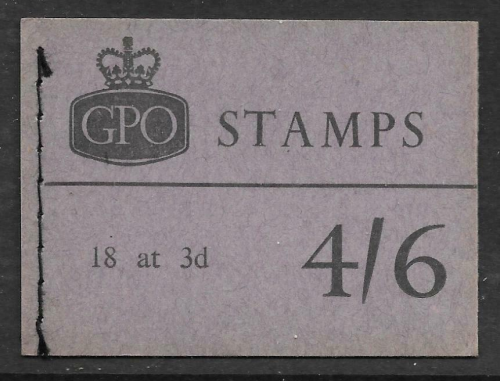 GPO STAMPS
18 at 3d 4/6